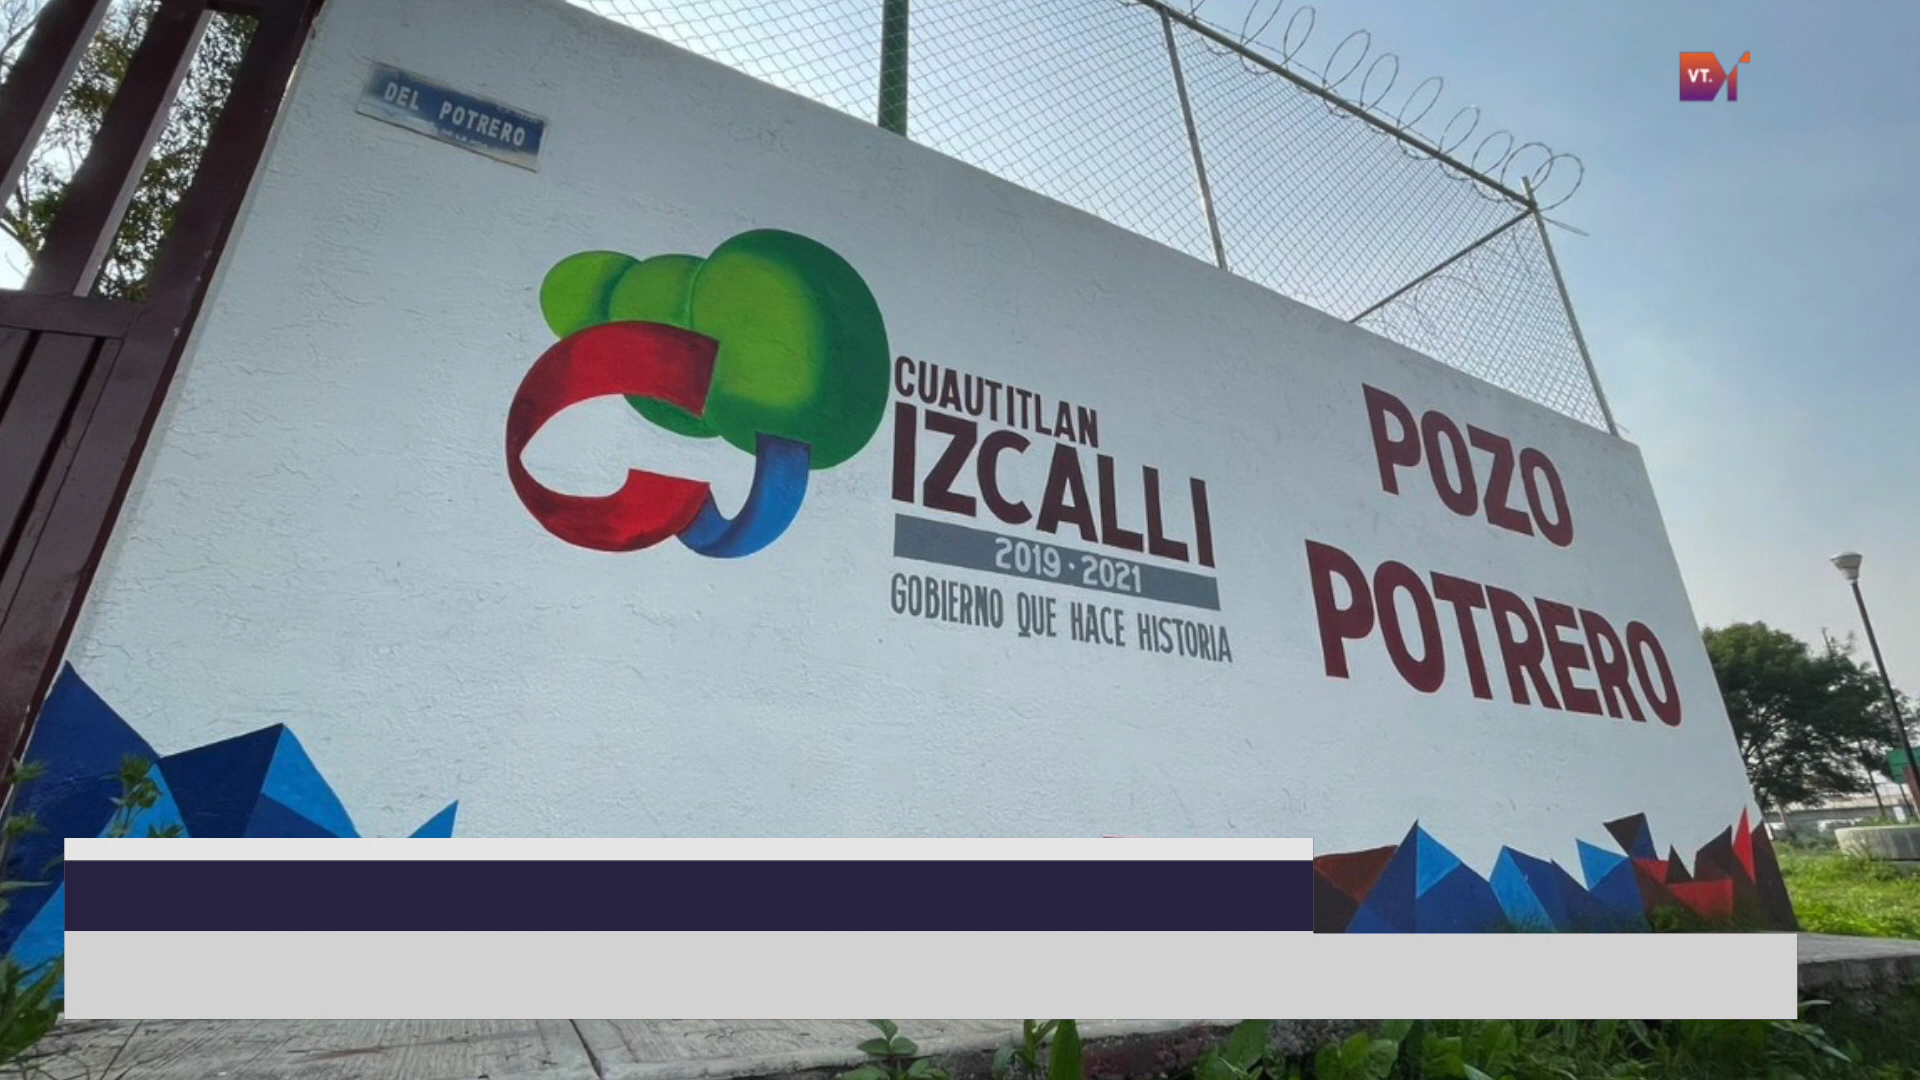 DEL POTRERO
VT.
CUAUTITLAN
IZCALLI
2019·2021
GOBIERNO QUE HACE HISTORIA
POZO
POTRERO